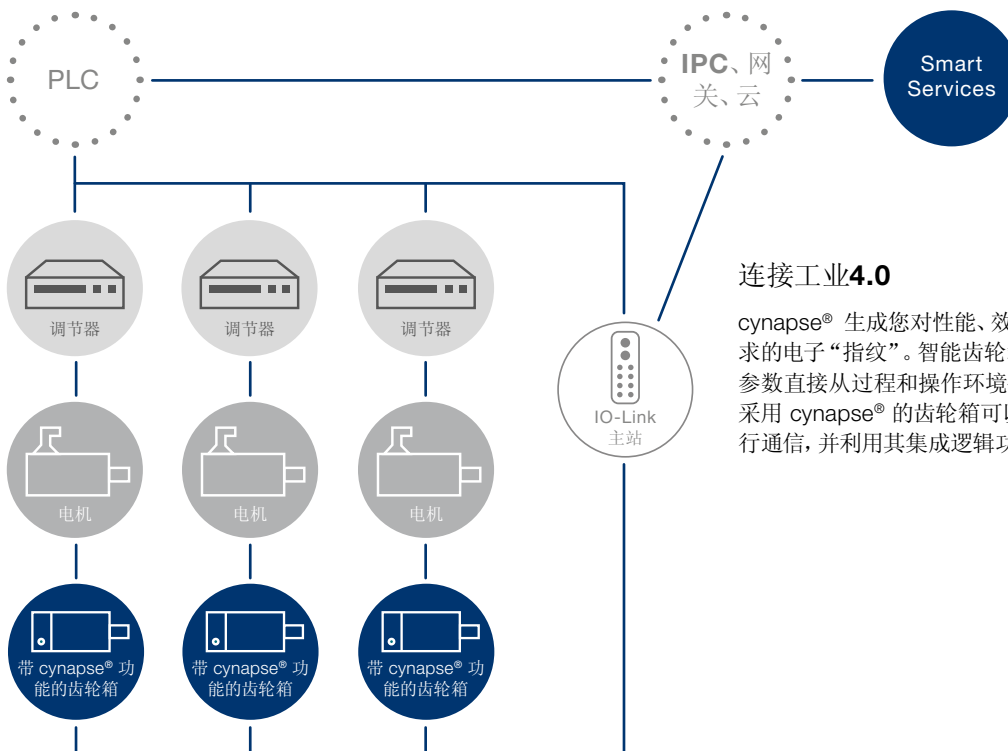 PLC
IPC、网
关、云
Smart
Services
调节器
调节器
调节器
连接工业4.0
cynapse® 生成您对性能、效
求的电子“指纹”。智能齿轮
参数直接从过程和操作环境
采用 cynapse® 的齿轮箱可
行通信，并利用其集成逻辑
IO-Link
主站
电机
电机
电机
带 cynapse® 功
能的齿轮箱
带 cynapse® 功
能的齿轮箱
带 cynapse® 功
能的齿轮箱